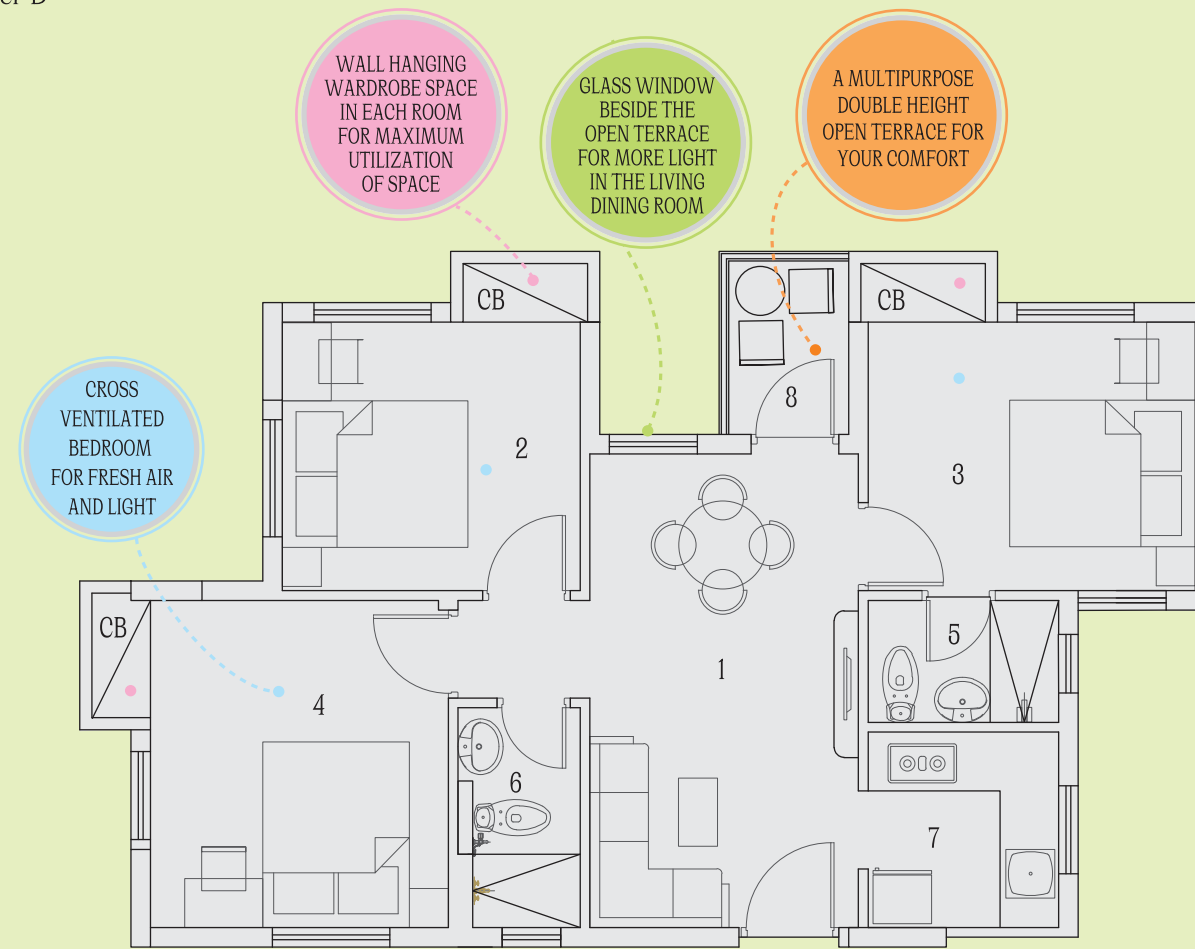 WALL HANGING
WARDROBE SPACE
IN EACH ROOM
FOR MAXIMUM
UTILIZATION
OF SPACE
GLASS WINDOW
BESIDE THE
OPEN TERRACE
FOR MORE LIGHT
IN THE LIVING
DINING ROOM
A MULTIPURPOSE
DOUBLE HEIGHT
OPEN TERRACE FOR
YOUR COMFORT
CROSS
VENTILATED
BEDROOM
FOR FRESH AIR
AND LIGHT
CB
CB
8
2
3
CB
5
1
4
6
7